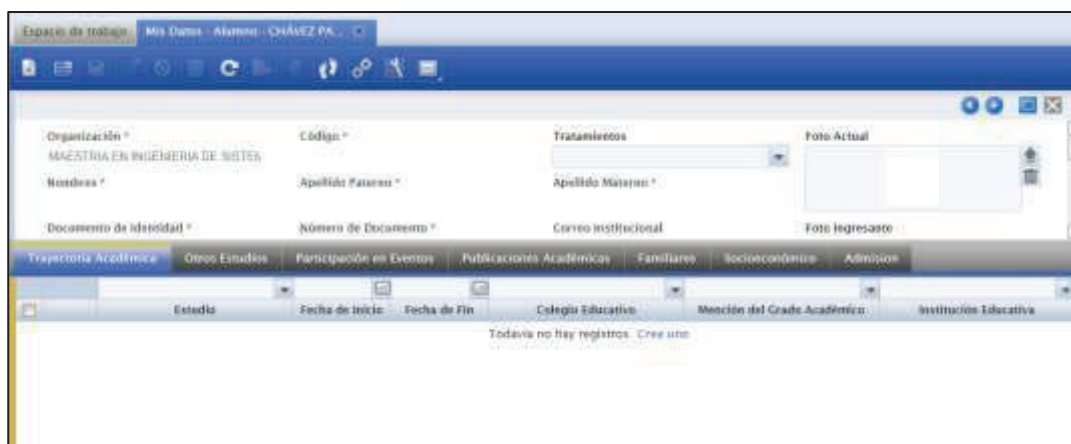 Espacio de trabajo Mis Datos - Alumno - CHÁVEZ PA...
Organización * Código * Tratamientos Foto Actual
MAESTRIA EN INGENIERIA DE SISTEM
Nombres * Apellido Paterno * Apellido Materno *
Documento de Identidad * Número de Documento * Correo Institucional Foto Ingresante
Trayectoria Académica Otros Estudios Participación en Eventos Publicaciones Académicas Familiares Socioeconómico Admision
Estudio Fecha de Inicio Fecha de Fin Colegio Educativo Mención del Grado Académico Institución Educativa
Todavía no hay registros. Cree uno